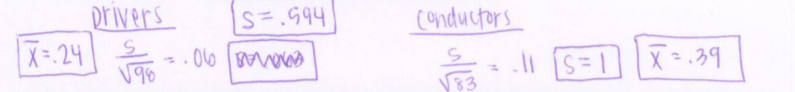 Drivers S = .594 Conductors
x̄ = .24 S/√98 = .06 S/√83 = .11 S = 1 x̄ = .39